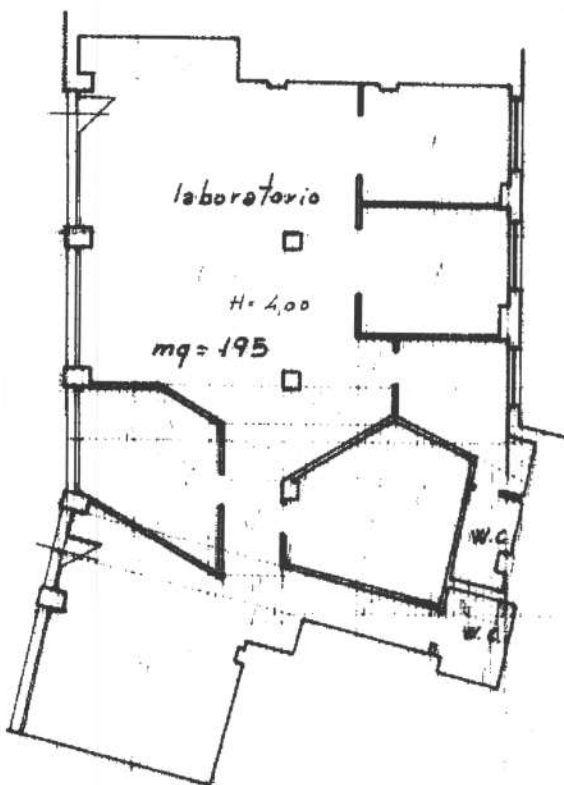 laboratorio
H= 4,00
mq = 195
W.C.
W.C.